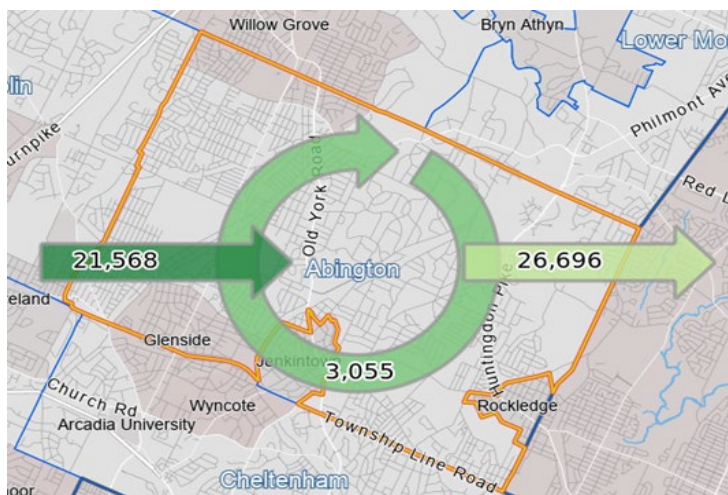 Willow Grove
Bryn Athyn
Lower Mo
lin
urnpike
Philmont Av
Old York Road
Red L
21,568
26,696
Abington
Huntingdon Pike
eland
Glenside
Jenkintown
3,055
Church Rd
Wyncote
Rockledge
Arcadia University
Township Line Road
Cheltenham
oor